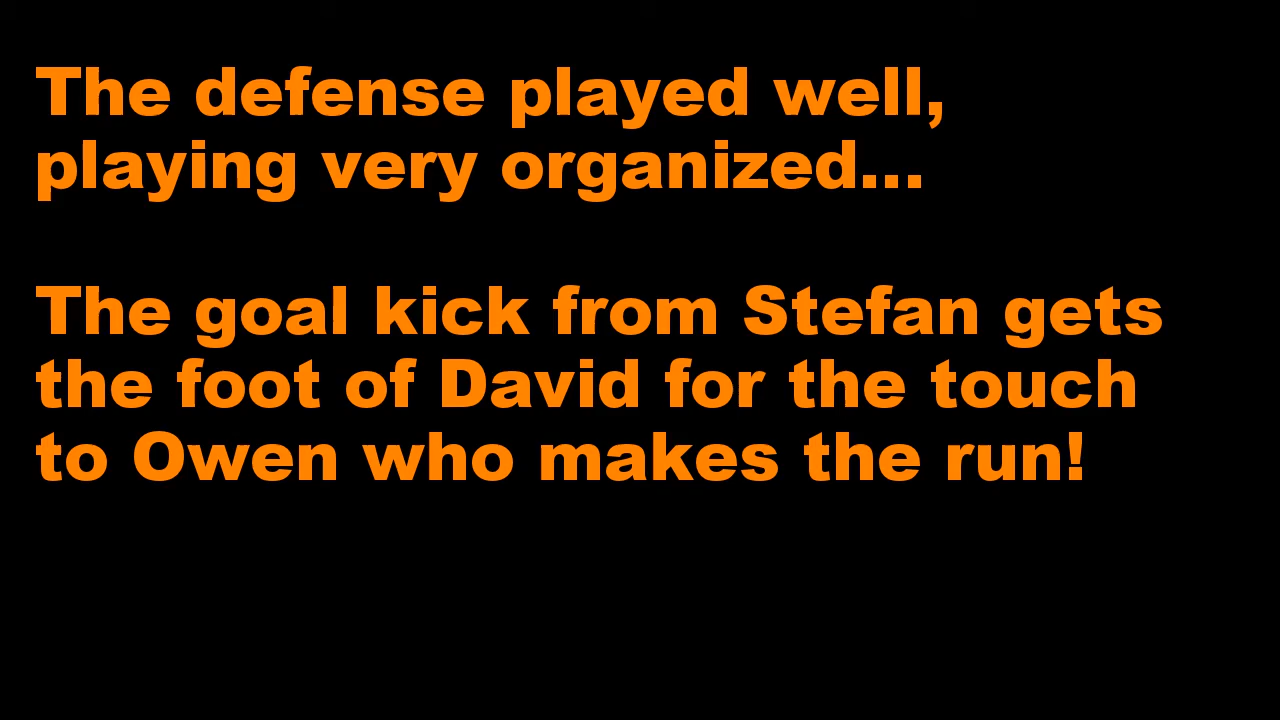 The defense played well,
playing very organized...
The goal kick from Stefan gets
the foot of David for the touch
to Owen who makes the run!